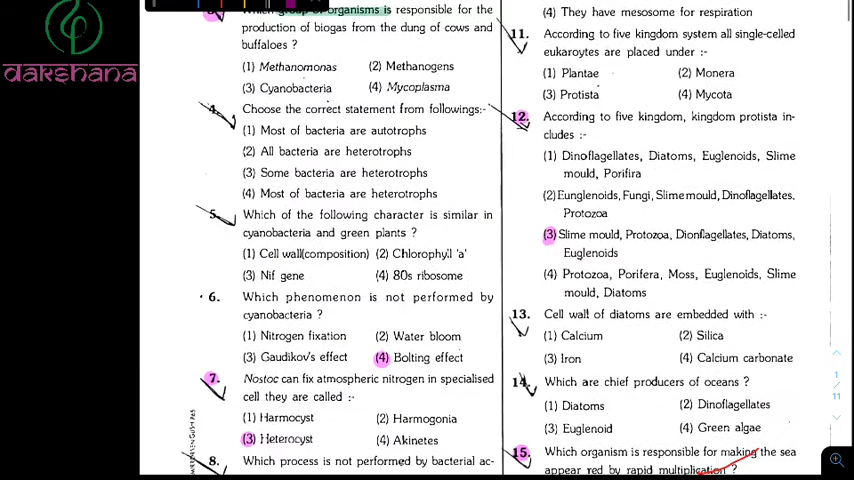 dakshana
3. Which group of organisms is responsible for the
production of biogas from the dung of cows and
buffaloes ?
(1) Methanomonas (2) Methanogens
(3) Cyanobacteria (4) Mycoplasma
4. Choose the correct statement from followings:-
(1) Most of bacteria are autotrophs
(2) All bacteria are heterotrophs
(3) Some bacteria are heterotrophs
(4) Most of bacteria are heterotrophs
5. Which of the following character is similar in
cyanobacteria and green plants ?
(1) Cell wall(composition) (2) Chlorophyll 'a'
(3) Nif gene (4) 80s ribosome
6. Which phenomenon is not performed by
cyanobacteria ?
(1) Nitrogen fixation (2) Water bloom
(3) Gaudikov's effect (4) Bolting effect
7. Nostoc can fix atmospheric nitrogen in specialised
cell they are called :-
(1) Harmocyst (2) Harmogonia
(3) Heterocyst (4) Akinetes
8. Which process is not performed by bacterial ac-
(4) They have mesosome for respiration
11. According to five kingdom system all single-celled
eukaroytes are placed under :-
(1) Plantae (2) Monera
(3) Protista (4) Mycota
12. According to five kingdom, kingdom protista in-
cludes :-
(1) Dinoflagellates, Diatoms, Euglenoids, Slime
mould, Porifira
(2) Eunglenoids, Fungi, Slime mould, Dinoflagellates,
Protozoa
(3) Slime mould, Protozoa, Dionflagellates, Diatoms,
Euglenoids
(4) Protozoa, Porifera, Moss, Euglenoids, Slime
mould, Diatoms
13. Cell walt of diatoms are embedded with :-
(1) Calcium (2) Silica
(3) Iron (4) Calcium carbonate
14. Which are chief producers of oceans ?
(1) Diatoms (2) Dinoflagellates
(3) Euglenoid (4) Green algae
15. Which organism is responsible for making the sea
appear red by rapid multiplication ?
1
11